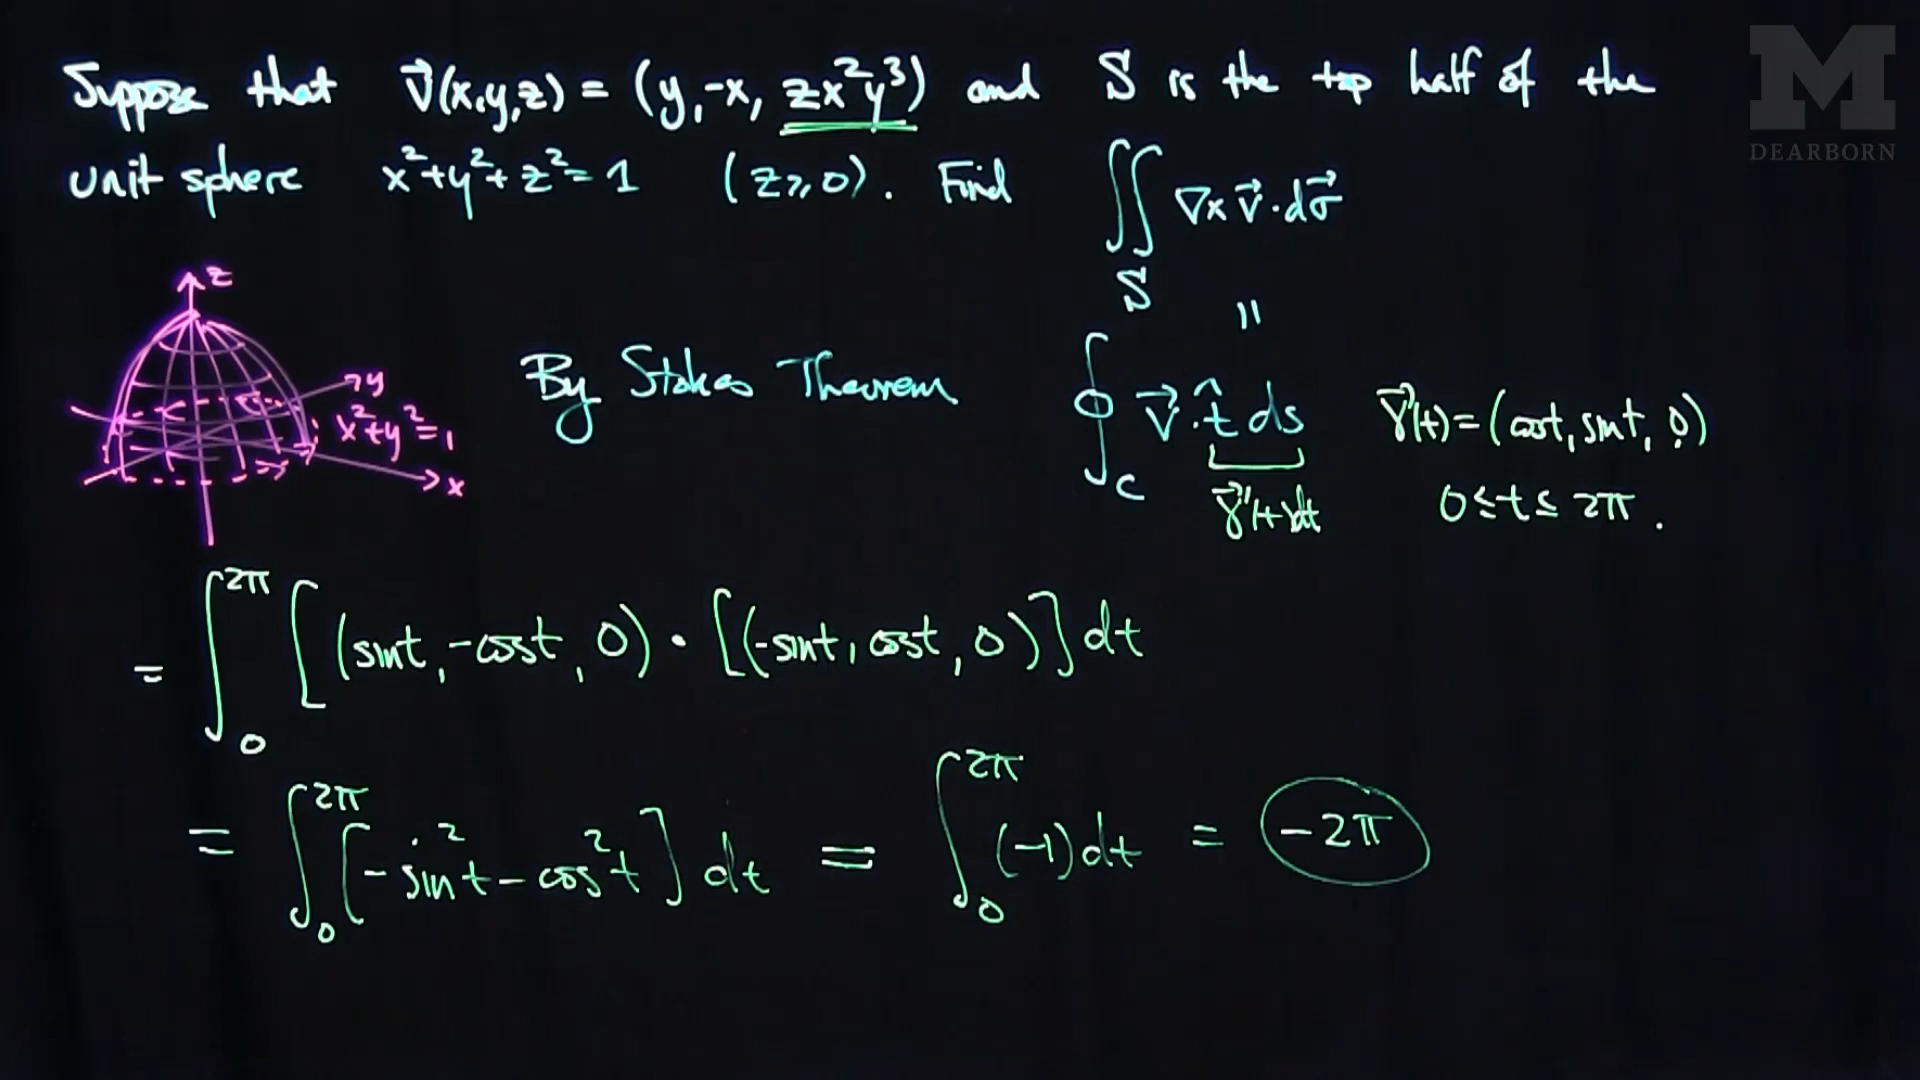 Suppose that v⃗(x,y,z) = (y, -x, zx²y³) and S is the top half of the
unit sphere x²+y²+z²=1 (z≥0). Find ∬_S ∇×v⃗·dσ⃗
M
DEARBORN
z
y
x²+y²=1
x
By Stokes Theorem
=
∮_C v⃗·t̂ ds
γ⃗'(t)dt
γ⃗(t)=(cost, sint, 0)
0≤t≤2π.
= ∫₀^2π [(sint, -cost, 0)·[(-sint, cost, 0)]dt
= ∫₀^2π [-sin²t - cos²t] dt = ∫₀^2π (-1)dt = -2π